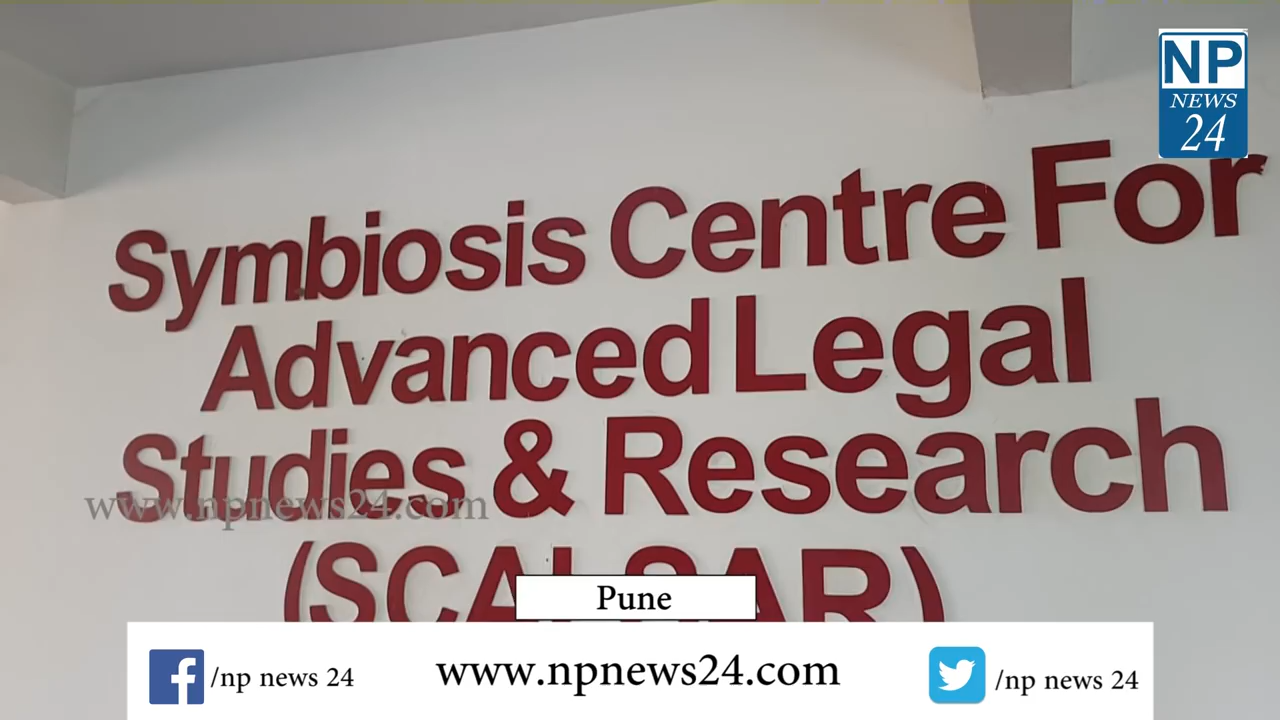 NP
NEWS
24
Symbiosis Centre For
Advanced Legal
Studies & Research
www.npnews24.com
(SCALSAR)
Pune
/np news 24
www.npnews24.com
/np news 24